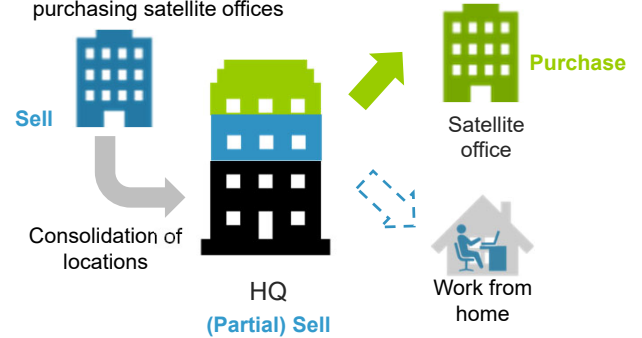 purchasing satellite offices
Sell
Purchase
Satellite
office
Consolidation of
locations
HQ
(Partial) Sell
Work from
home